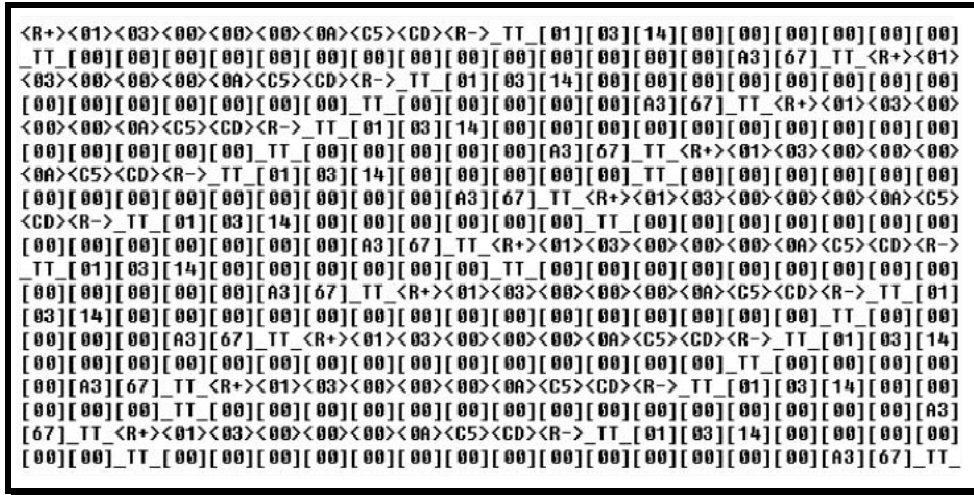 <R+><01><03><00><00><00><0A><C5><CD><R->_TT_[01][03][14][00][00][00][00][00][00]
_TT_[00][00][00][00][00][00][00][00][00][00][00][00][00][00][A3][67]_TT_<R+><01>
<03><00><00><00><0A><C5><CD><R->_TT_[01][03][14][00][00][00][00][00][00][00][00]
[00][00][00][00][00][00][00]_TT_[00][00][00][00][00][A3][67]_TT_<R+><01><03><00>
<00><00><0A><C5><CD><R->_TT_[01][03][14][00][00][00][00][00][00][00][00][00][00]
[00][00][00][00][00]_TT_[00][00][00][00][00][A3][67]_TT_<R+><01><03><00><00><00>
<0A><C5><CD><R->_TT_[01][03][14][00][00][00][00][00]_TT_[00][00][00][00][00][00]
[00][00][00][00][00][00][00][00][00][A3][67]_TT_<R+><01><03><00><00><00><0A><C5>
<CD><R->_TT_[01][03][14][00][00][00][00][00][00]_TT_[00][00][00][00][00][00][00]
[00][00][00][00][00][00][00][A3][67]_TT_<R+><01><03><00><00><00><0A><C5><CD><R->
_TT_[01][03][14][00][00][00][00][00][00]_TT_[00][00][00][00][00][00][00][00][00]
[00][00][00][00][00][A3][67]_TT_<R+><01><03><00><00><00><0A><C5><CD><R->_TT_[01]
[03][14][00][00][00][00][00][00][00][00][00][00][00][00][00][00][00]_TT_[00][00]
[00][00][00][A3][67]_TT_<R+><01><03><00><00><00><0A><C5><CD><R->_TT_[01][03][14]
[00][00][00][00][00][00][00][00][00][00][00][00][00][00][00]_TT_[00][00][00][00]
[00][A3][67]_TT_<R+><01><03><00><00><00><0A><C5><CD><R->_TT_[01][03][14][00][00]
[00][00][00]_TT_[00][00][00][00][00][00][00][00][00][00][00][00][00][00][00][A3]
[67]_TT_<R+><01><03><00><00><00><0A><C5><CD><R->_TT_[01][03][14][00][00][00][00]
[00][00]_TT_[00][00][00][00][00][00][00][00][00][00][00][00][00][00][A3][67]_TT_